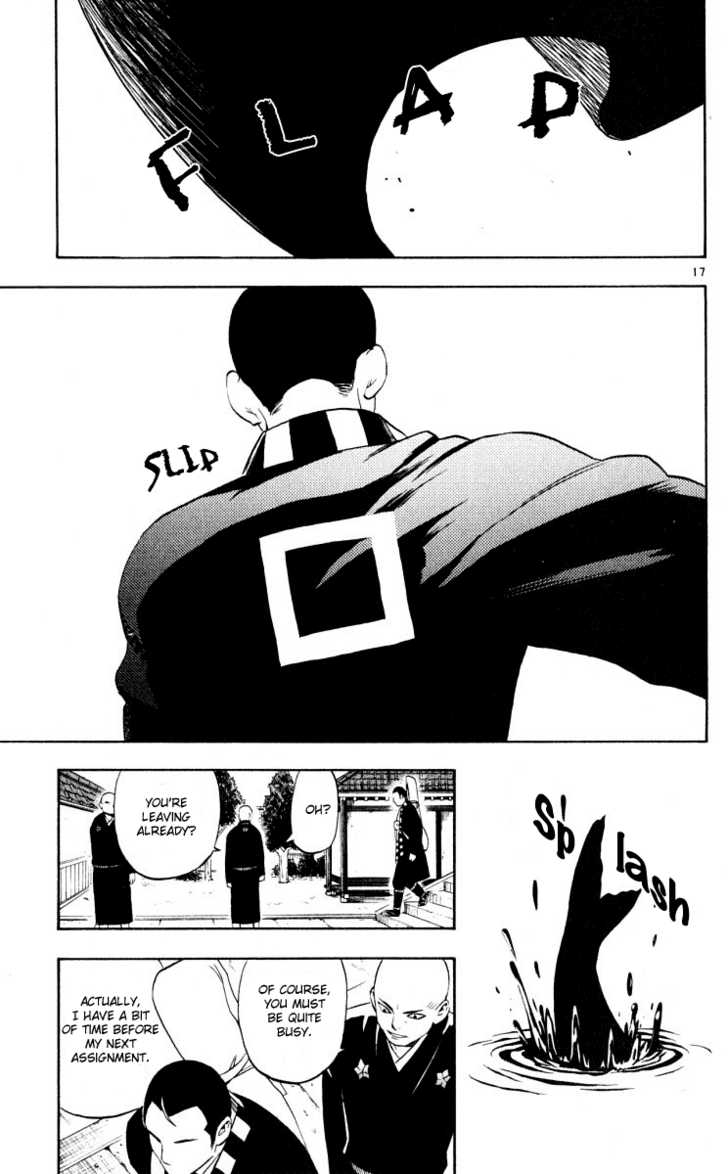 FLAP
17
SLIP
OH?
YOU'RE
LEAVING
ALREADY?
Splash
OF COURSE,
YOU MUST
BE QUITE
BUSY.
ACTUALLY,
I HAVE A BIT
OF TIME BEFORE
MY NEXT
ASSIGNMENT.